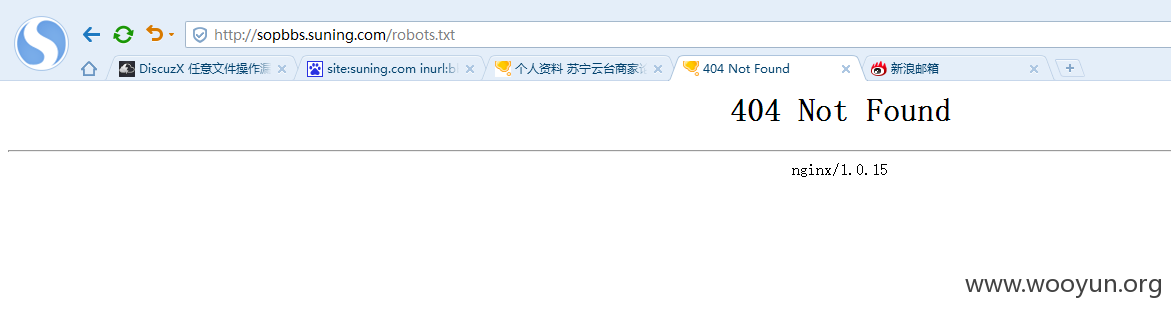 http://sopbbs.suning.com/robots.txt
DiscuzX 任意文件操作漏
site:suning.com inurl:b
个人资料 苏宁云台商家
404 Not Found
新浪邮箱
404 Not Found
nginx/1.0.15
www.wooyun.org